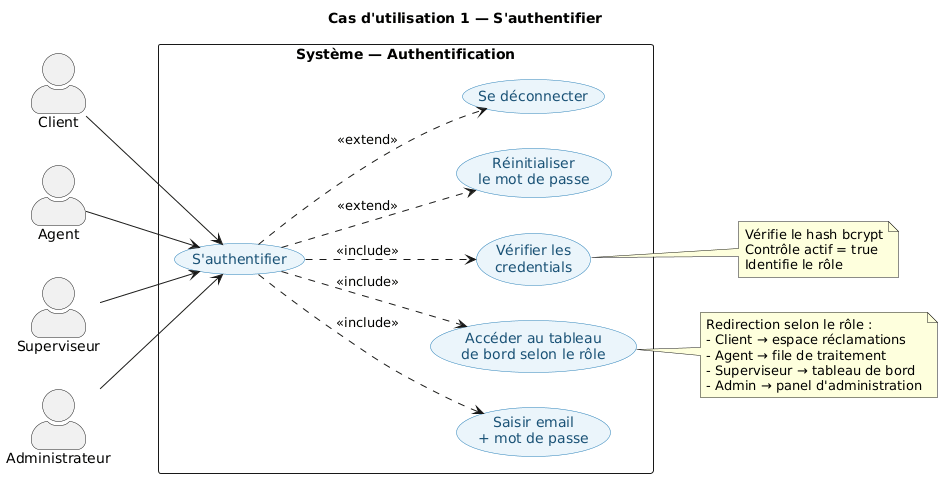 Cas d'utilisation 1 — S'authentifier
Système — Authentification
Client
Agent
Superviseur
Administrateur
S'authentifier
«extend»
«extend»
«include»
«include»
«include»
Se déconnecter
Réinitialiser
le mot de passe
Vérifier les
credentials
Accéder au tableau
de bord selon le rôle
Saisir email
+ mot de passe
Vérifie le hash bcrypt
Contrôle actif = true
Identifie le rôle
Redirection selon le rôle :
- Client → espace réclamations
- Agent → file de traitement
- Superviseur → tableau de bord
- Admin → panel d'administration